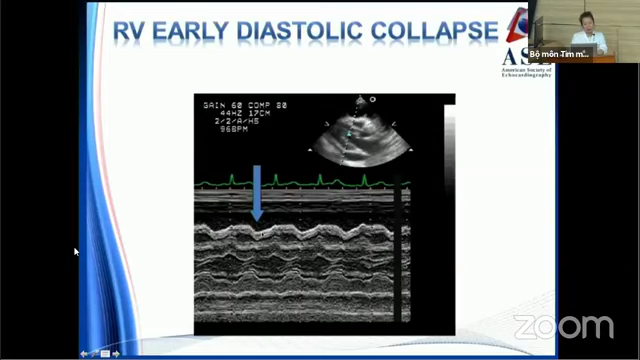 RV EARLY DIASTOLIC COLLAPSE
ASE
American Society of
Echocardiography
Bộ môn Tim m...
GAIN 60 COMP 80
44HZ 17CM
2/2/A/H5
96BPM
zoom